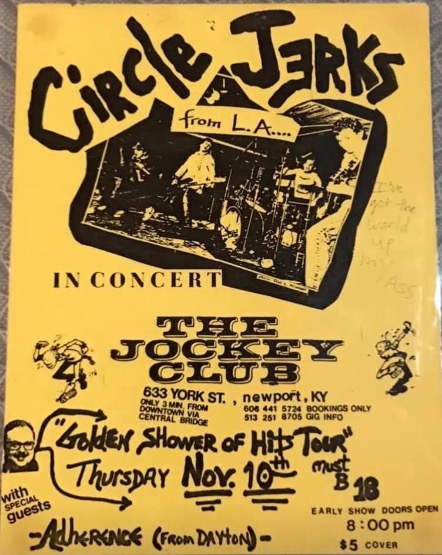 CIRCLE JERKS
from L.A....
I've
got the
world
up
my
Ass
IN CONCERT
THE
JOCKEY
CLUB
633 YORK ST. , newport, KY
ONLY 3 MIN. FROM
DOWNTOWN VIA
CENTRAL BRIDGE
606 441 5724 BOOKINGS ONLY
513 251 8705 GIG INFO
"GOLDEN SHOWER OF HITS TOUR"
THURSDAY NOV. 10th must B 18
with
SPECIAL
guests
EARLY SHOW DOORS OPEN
8:00 pm
-ADHERENCE (FROM DAYTON)-
$5 COVER